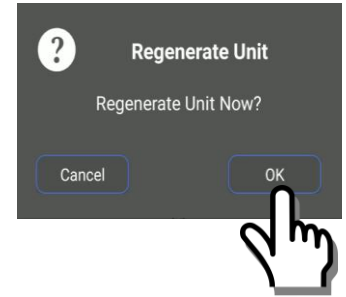 ?
Regenerate Unit
Regenerate Unit Now?
Cancel
OK